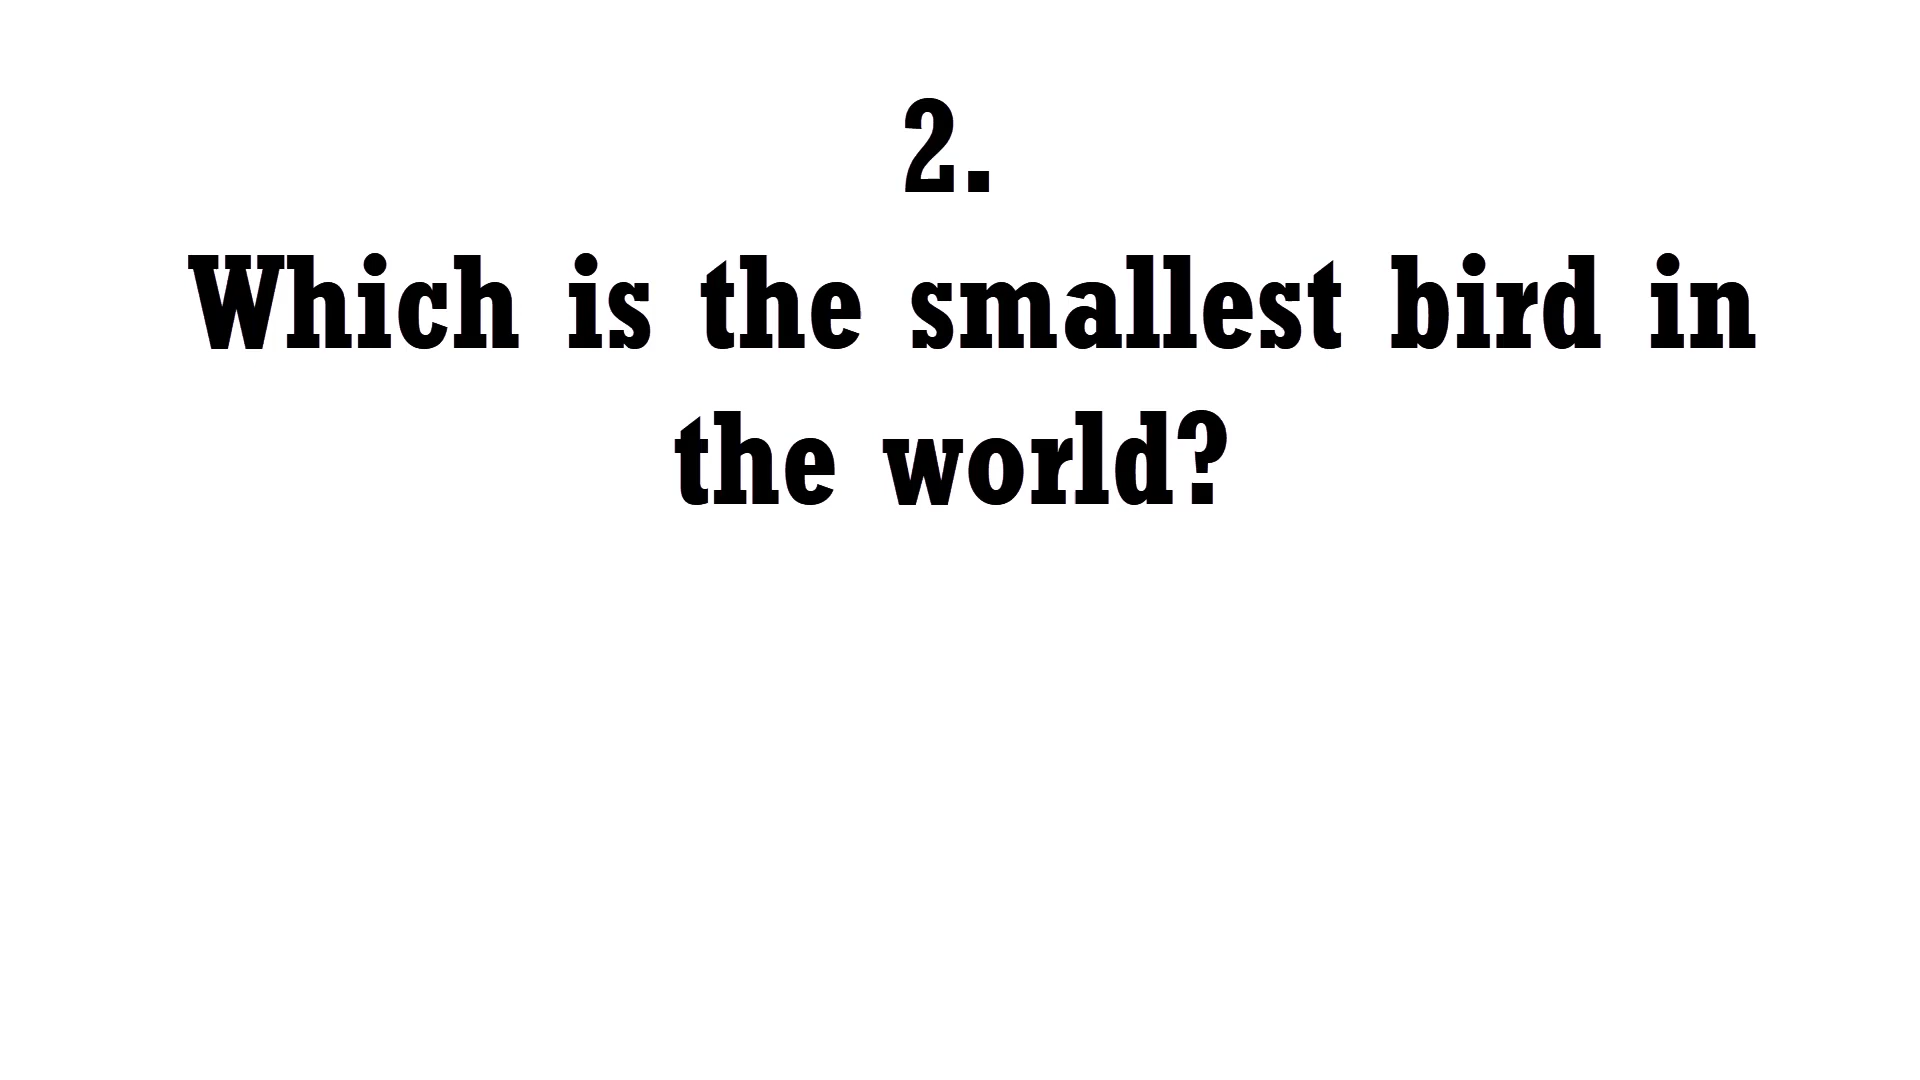 2.
Which is the smallest bird in
the world?